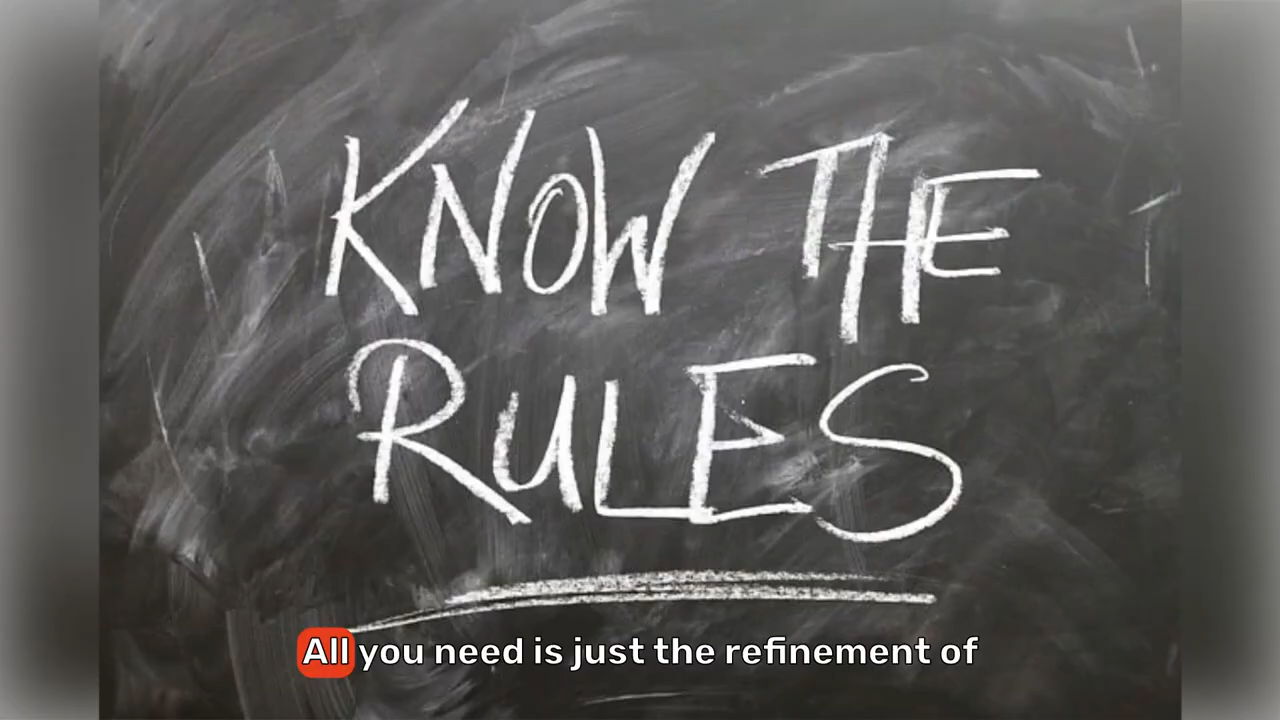 KNOW THE
RULES
All you need is just the refinement of